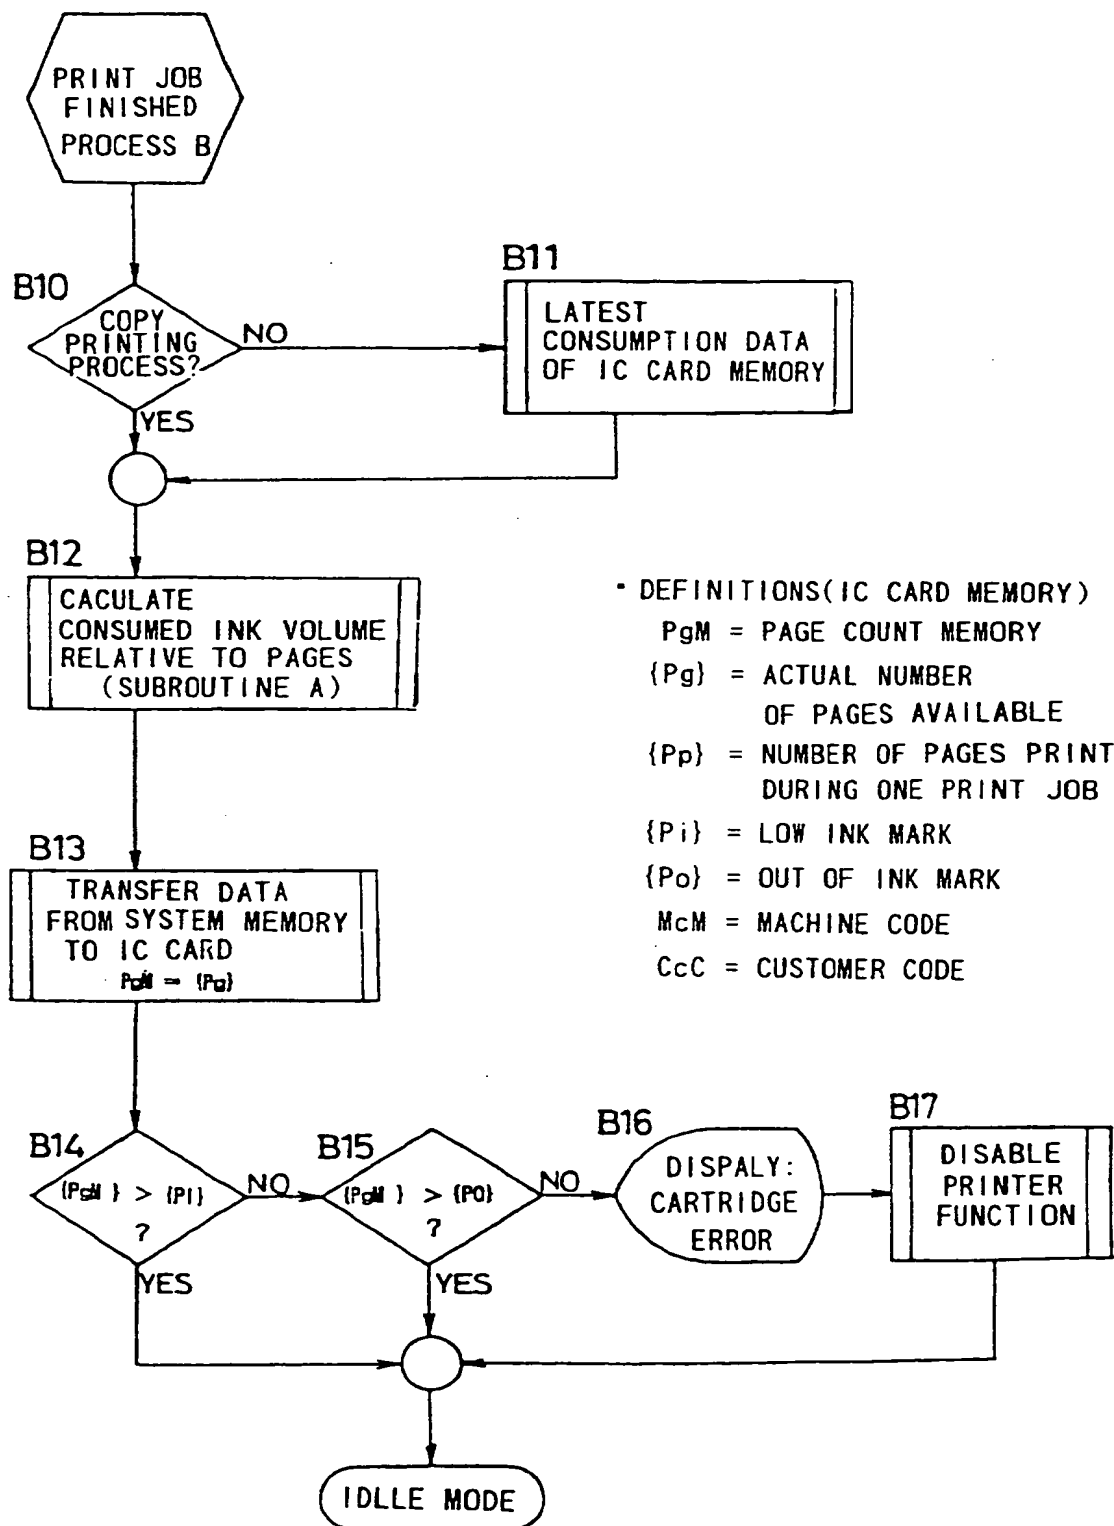 PRINT JOB
FINISHED
PROCESS B
B10
COPY
PRINTING
PROCESS?
NO
YES
B11
LATEST
CONSUMPTION DATA
OF IC CARD MEMORY
B12
CACULATE
CONSUMED INK VOLUME
RELATIVE TO PAGES
(SUBROUTINE A)
• DEFINITIONS(IC CARD MEMORY)
PgM = PAGE COUNT MEMORY
{Pg} = ACTUAL NUMBER
OF PAGES AVAILABLE
{Pp} = NUMBER OF PAGES PRINT
DURING ONE PRINT JOB
{Pi} = LOW INK MARK
{Po} = OUT OF INK MARK
McM = MACHINE CODE
CcC = CUSTOMER CODE
B13
TRANSFER DATA
FROM SYSTEM MEMORY
TO IC CARD
PgM = {Pg}
B14
{PgM } > {PI}
?
NO
YES
B15
{PgM } > {PO}
?
NO
YES
B16
DISPALY:
CARTRIDGE
ERROR
B17
DISABLE
PRINTER
FUNCTION
IDLLE MODE